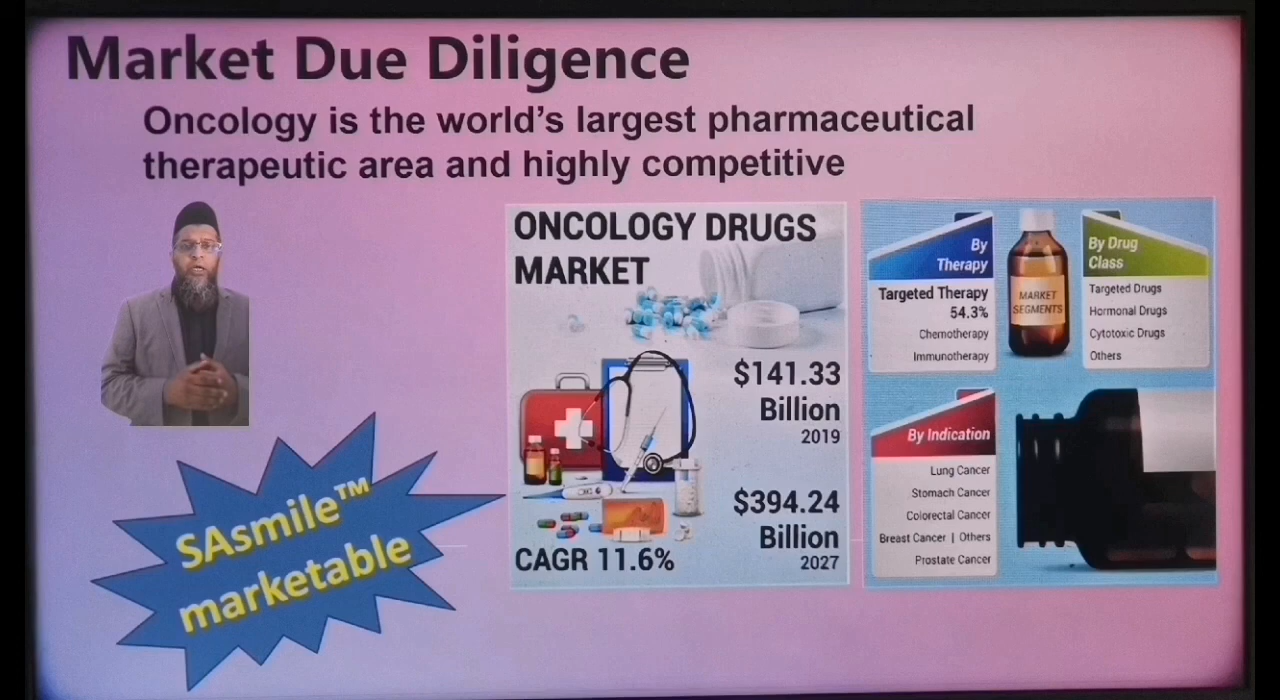 Market Due Diligence
Oncology is the world's largest pharmaceutical
therapeutic area and highly competitive
SAsmile™
marketable
ONCOLOGY DRUGS
MARKET
$141.33
Billion
2019
$394.24
Billion
2027
CAGR 11.6%
By
Therapy
Targeted Therapy
54.3%
Chemotherapy
Immunotherapy
MARKET
SEGMENTS
By Drug
Class
Targeted Drugs
Hormonal Drugs
Cytotoxic Drugs
Others
By Indication
Lung Cancer
Stomach Cancer
Colorectal Cancer
Breast Cancer | Others
Prostate Cancer